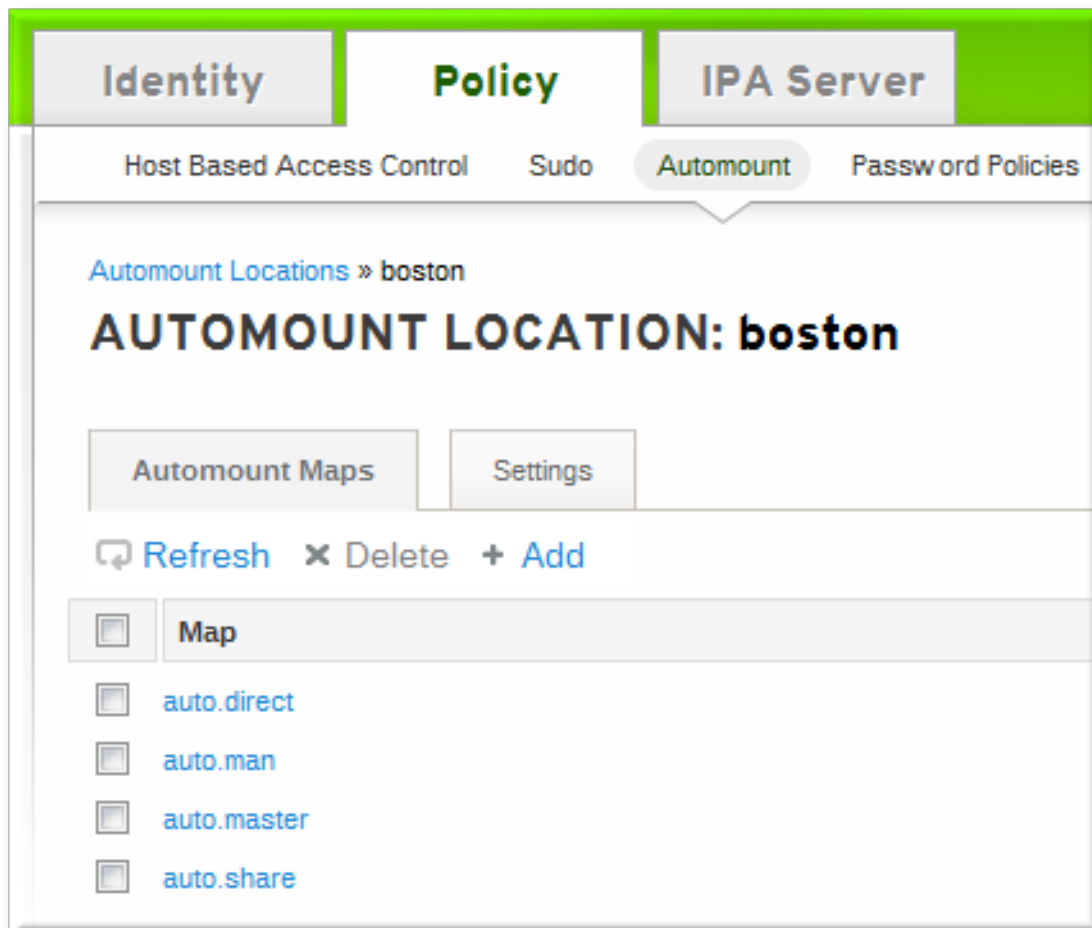 Identity Policy IPA Server
Host Based Access Control Sudo Automount Password Policies
Automount Locations » boston
AUTOMOUNT LOCATION: boston
Automount Maps Settings
Refresh Delete + Add
Map
auto.direct
auto.man
auto.master
auto.share